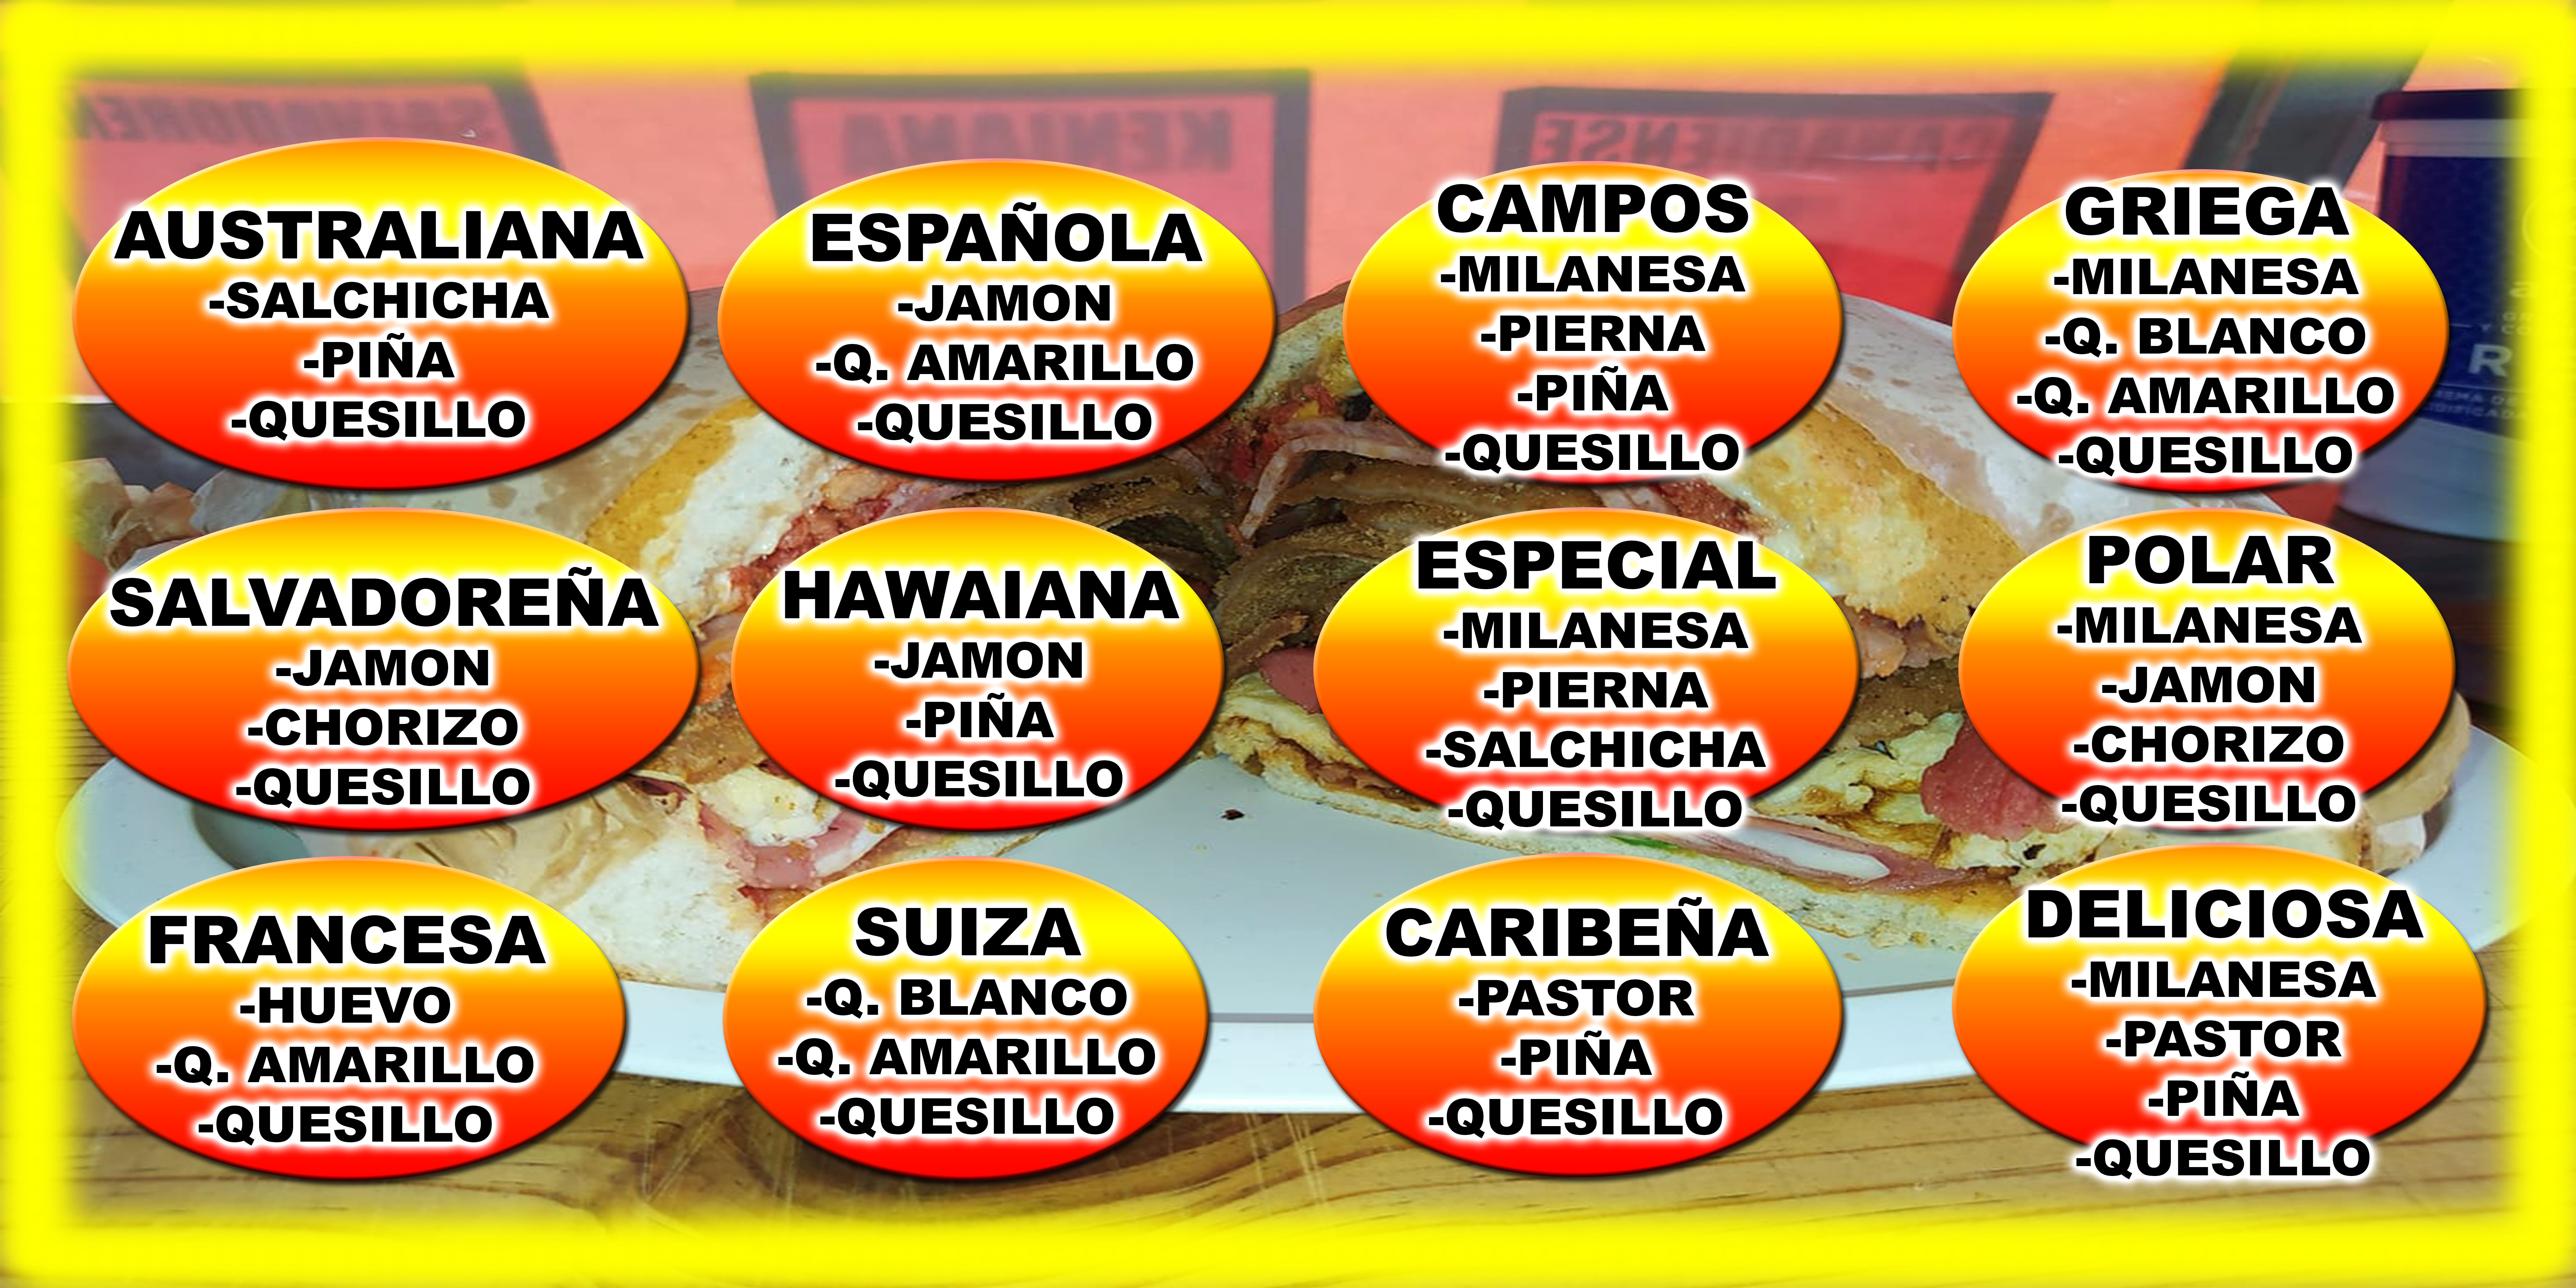 AUSTRALIANA
-SALCHICHA
-PIÑA
-QUESILLO
ESPAÑOLA
-JAMON
-Q. AMARILLO
-QUESILLO
CAMPOS
-MILANESA
-PIERNA
-PIÑA
-QUESILLO
GRIEGA
-MILANESA
-Q. BLANCO
-Q. AMARILLO
-QUESILLO
SALVADOREÑA
-JAMON
-CHORIZO
-QUESILLO
HAWAIANA
-JAMON
-PIÑA
-QUESILLO
ESPECIAL
-MILANESA
-PIERNA
-SALCHICHA
-QUESILLO
POLAR
-MILANESA
-JAMON
-CHORIZO
-QUESILLO
FRANCESA
-HUEVO
-Q. AMARILLO
-QUESILLO
SUIZA
-Q. BLANCO
-Q. AMARILLO
-QUESILLO
CARIBEÑA
-PASTOR
-PIÑA
-QUESILLO
DELICIOSA
-MILANESA
-PASTOR
-PIÑA
-QUESILLO
KENIANA
CANADIENSE